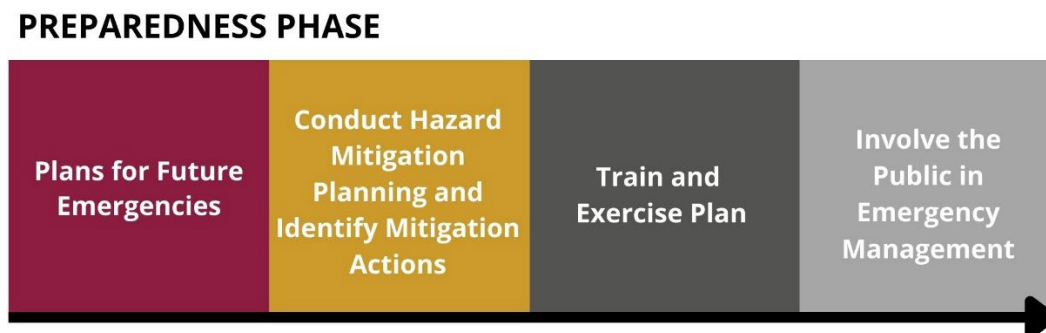 PREPAREDNESS PHASE
Plans for Future
Emergencies
Conduct Hazard
Mitigation
Planning and
Identify Mitigation
Actions
Train and
Exercise Plan
Involve the
Public in
Emergency
Management